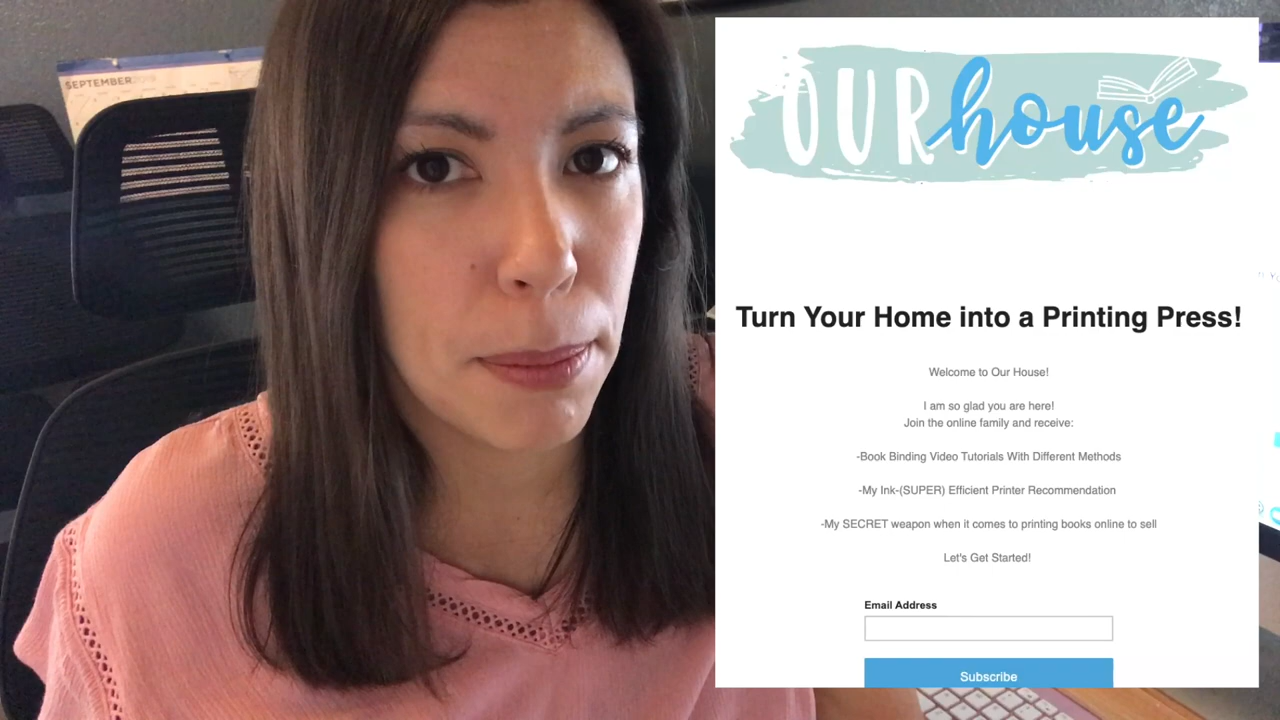 SEPTEMBER 2019
OUR house
Turn Your Home into a Printing Press!
Welcome to Our House!
I am so glad you are here!
Join the online family and receive:
-Book Binding Video Tutorials With Different Methods
-My Ink-(SUPER) Efficient Printer Recommendation
-My SECRET weapon when it comes to printing books online to sell
Let's Get Started!
Email Address
Subscribe